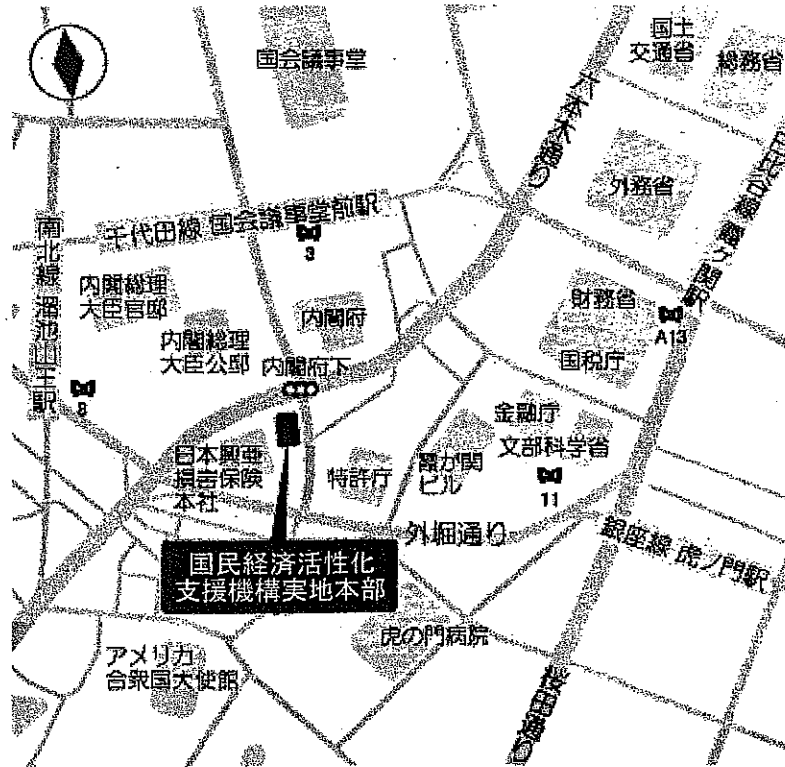 国会議事堂
国土
交通省
総務省
六本木通り
外務省
日比谷線 霞ヶ関駅
千代田線 国会議事堂前駅
3
南北線 溜池山王駅
内閣総理
大臣官邸
内閣府
財務省
A13
内閣総理
大臣公邸
内閣府下
国税庁
8
金融庁
文部科学省
日本興亜
損害保険
本社
特許庁
霞が関
ビル
11
外堀通り
銀座線 虎ノ門駅
国民経済活性化
支援機構実地本部
虎の門病院
アメリカ
合衆国大使館
桜田通り